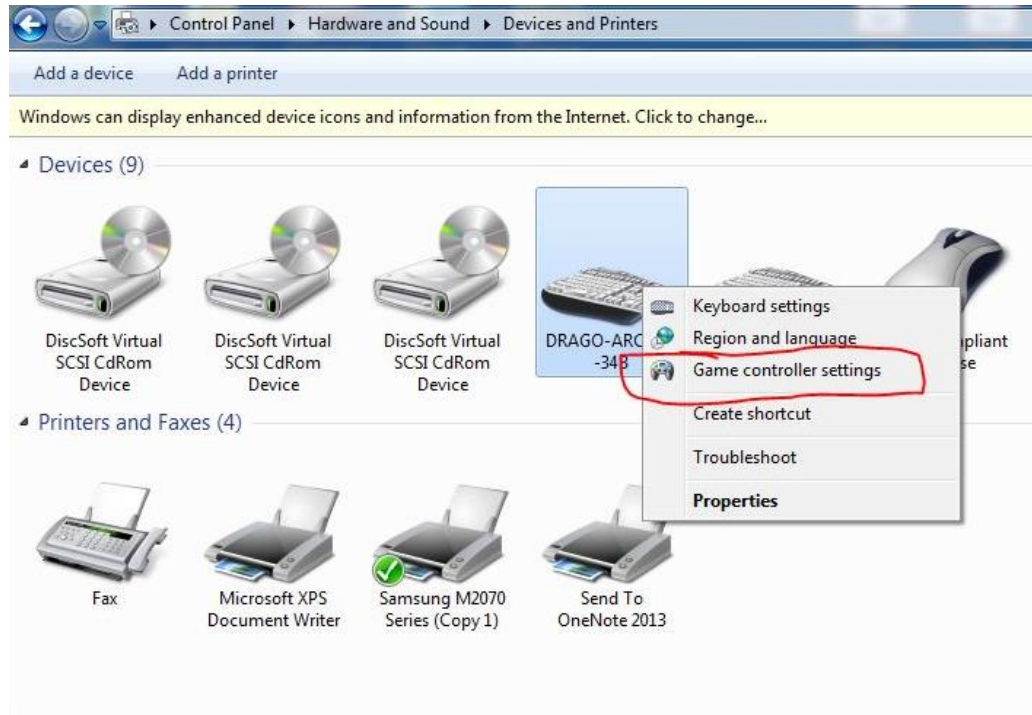 Control Panel ▸ Hardware and Sound ▸ Devices and Printers
Add a device Add a printer
Windows can display enhanced device icons and information from the Internet. Click to change...
Devices (9)
DiscSoft Virtual
SCSI CdRom
Device
DiscSoft Virtual
SCSI CdRom
Device
DiscSoft Virtual
SCSI CdRom
Device
DRAGO-ARC
-34B
Keyboard settings
Region and language
Game controller settings
Create shortcut
Troubleshoot
Properties
pliant
se
Printers and Faxes (4)
Fax
Microsoft XPS
Document Writer
Samsung M2070
Series (Copy 1)
Send To
OneNote 2013